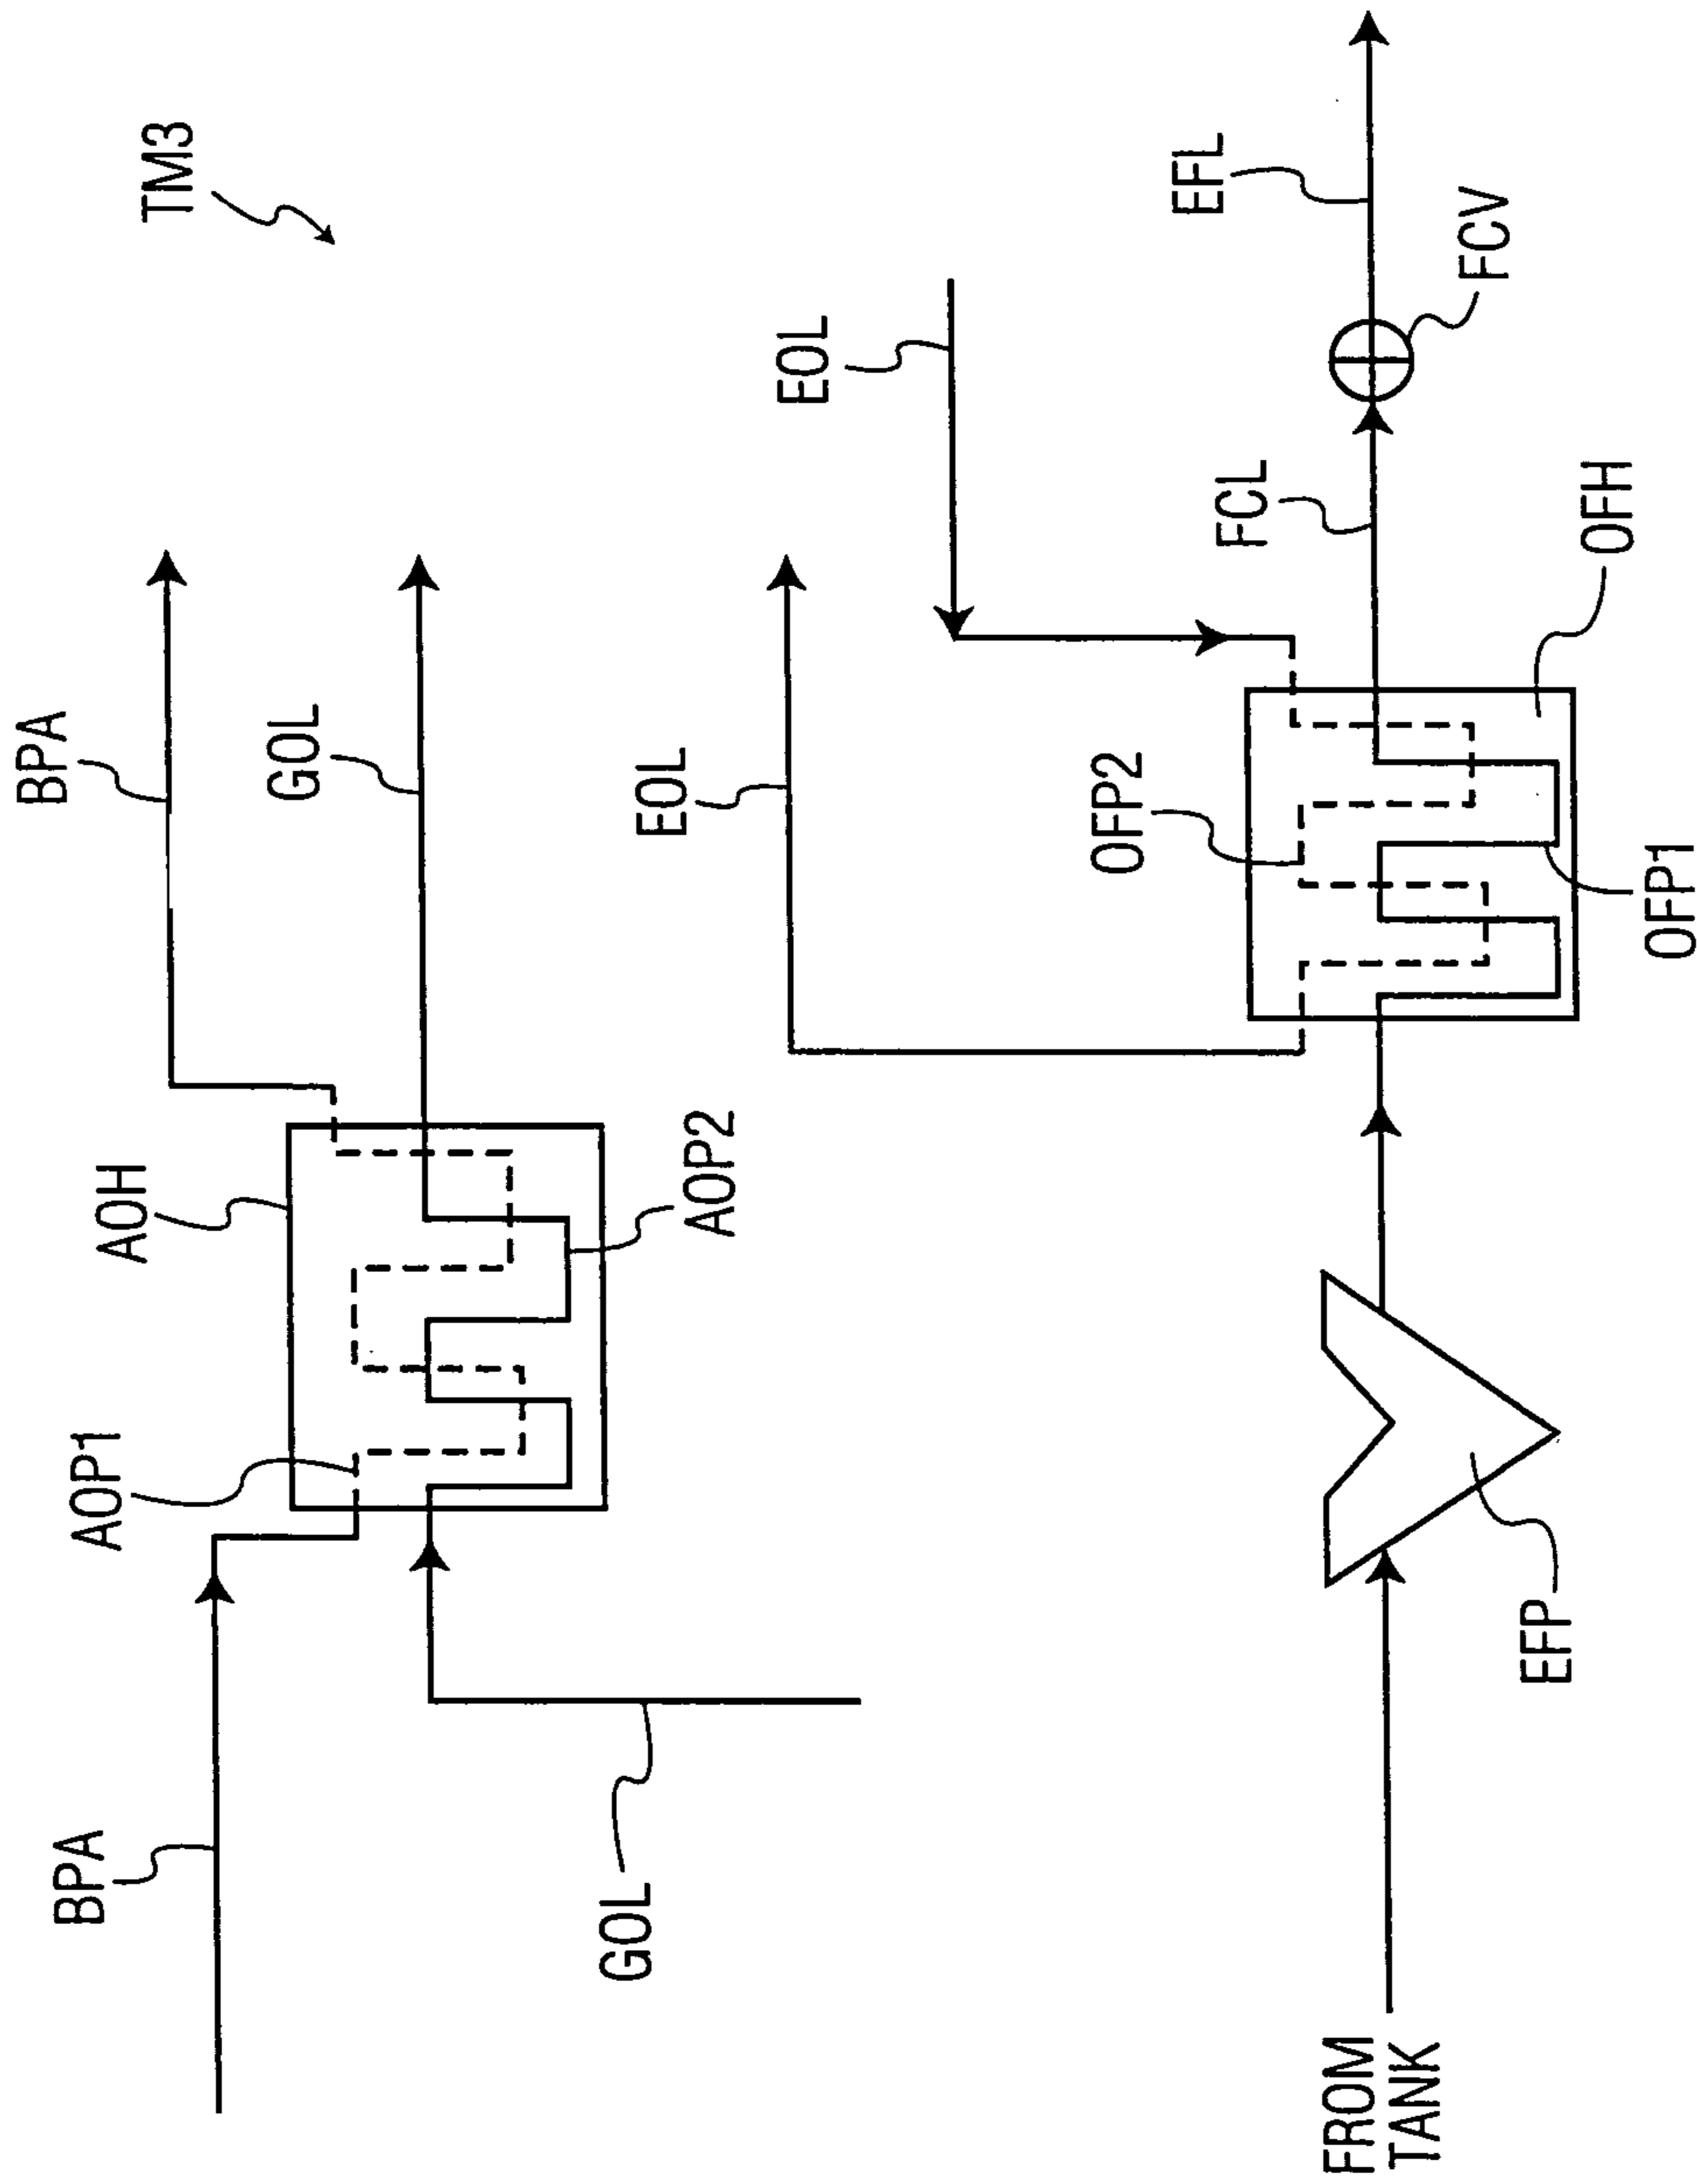 TM3
BPA
BPA
AOP1
AOH
GOL
GOL
AOP2
EOL
EOL
OFP2
FCL
EFL
FCV
OFH
OFP1
EFP
FROM
TANK